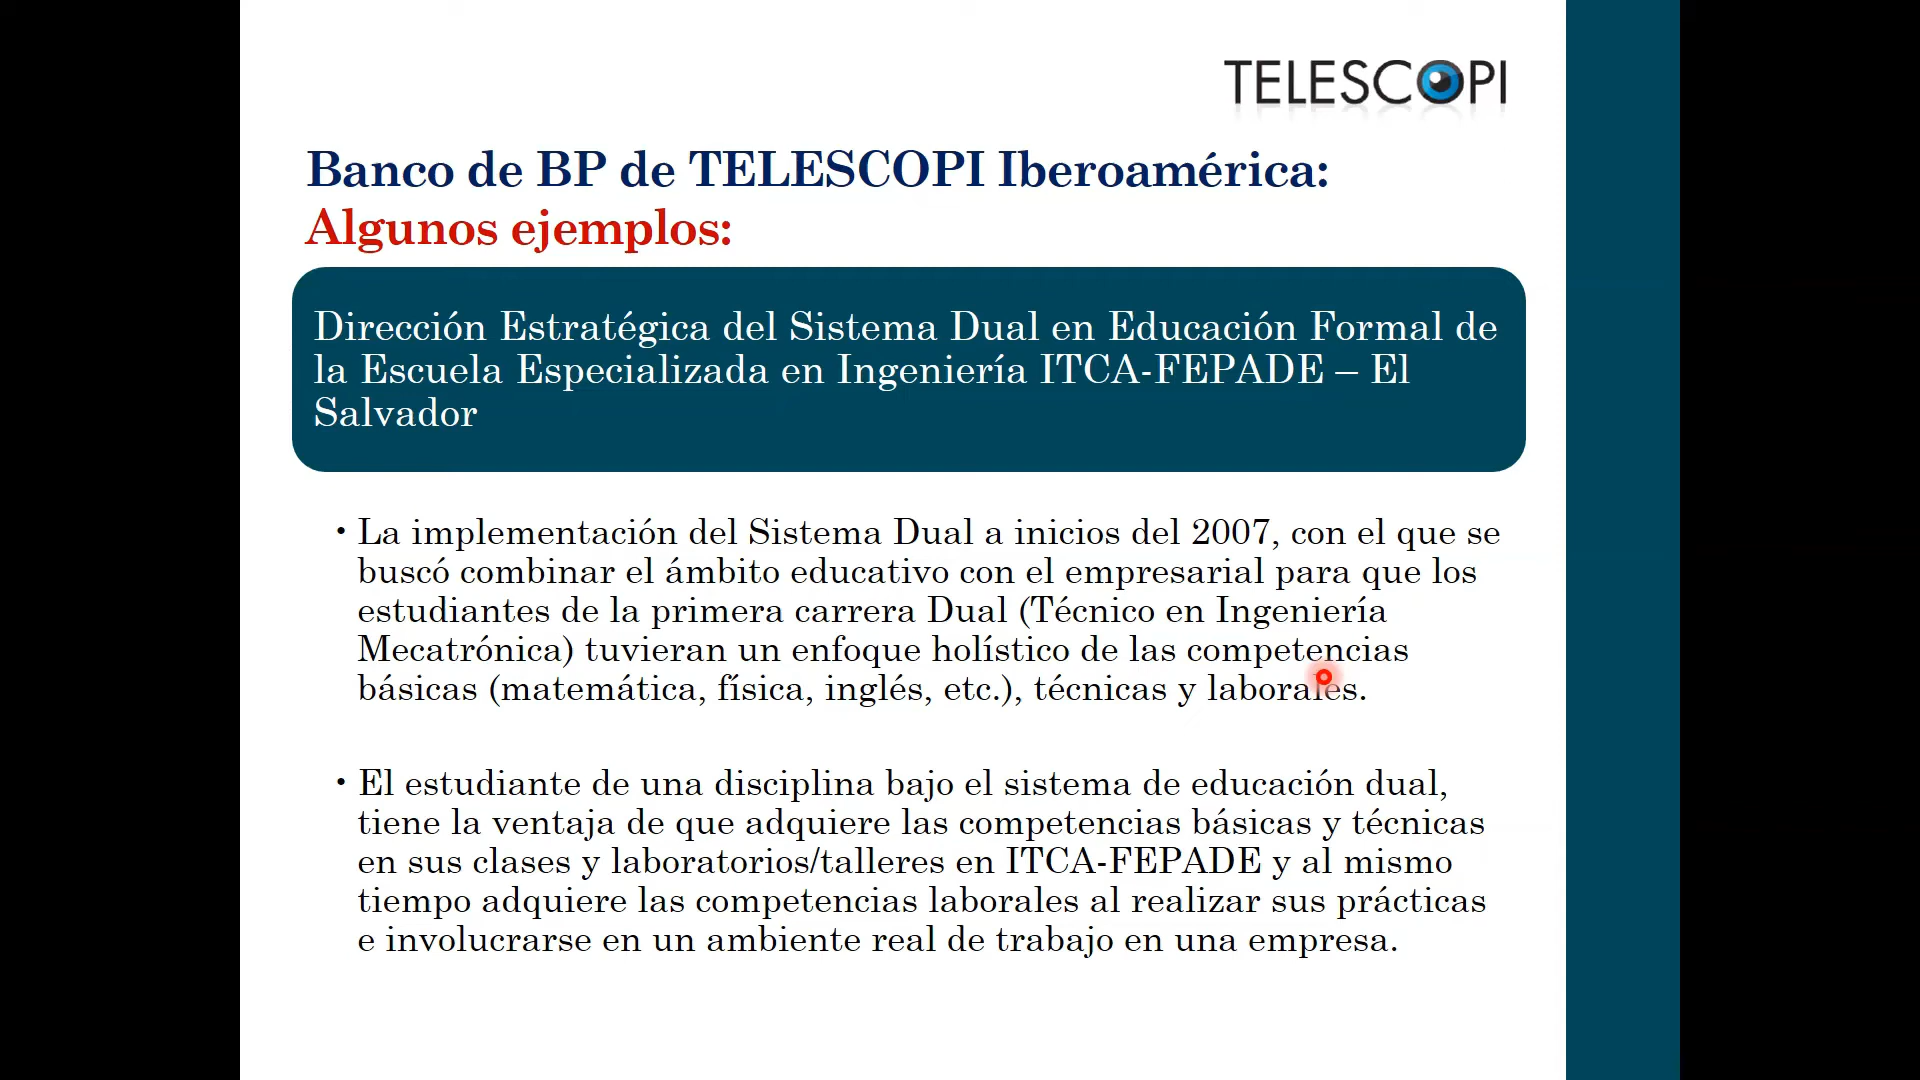 TELESCOPI
Banco de BP de TELESCOPI Iberoamérica:
Algunos ejemplos:
Dirección Estratégica del Sistema Dual en Educación Formal de
la Escuela Especializada en Ingeniería ITCA-FEPADE – El
Salvador
• La implementación del Sistema Dual a inicios del 2007, con el que se
buscó combinar el ámbito educativo con el empresarial para que los
estudiantes de la primera carrera Dual (Técnico en Ingeniería
Mecatrónica) tuvieran un enfoque holístico de las competencias
básicas (matemática, física, inglés, etc.), técnicas y laborales.
• El estudiante de una disciplina bajo el sistema de educación dual,
tiene la ventaja de que adquiere las competencias básicas y técnicas
en sus clases y laboratorios/talleres en ITCA-FEPADE y al mismo
tiempo adquiere las competencias laborales al realizar sus prácticas
e involucrarse en un ambiente real de trabajo en una empresa.